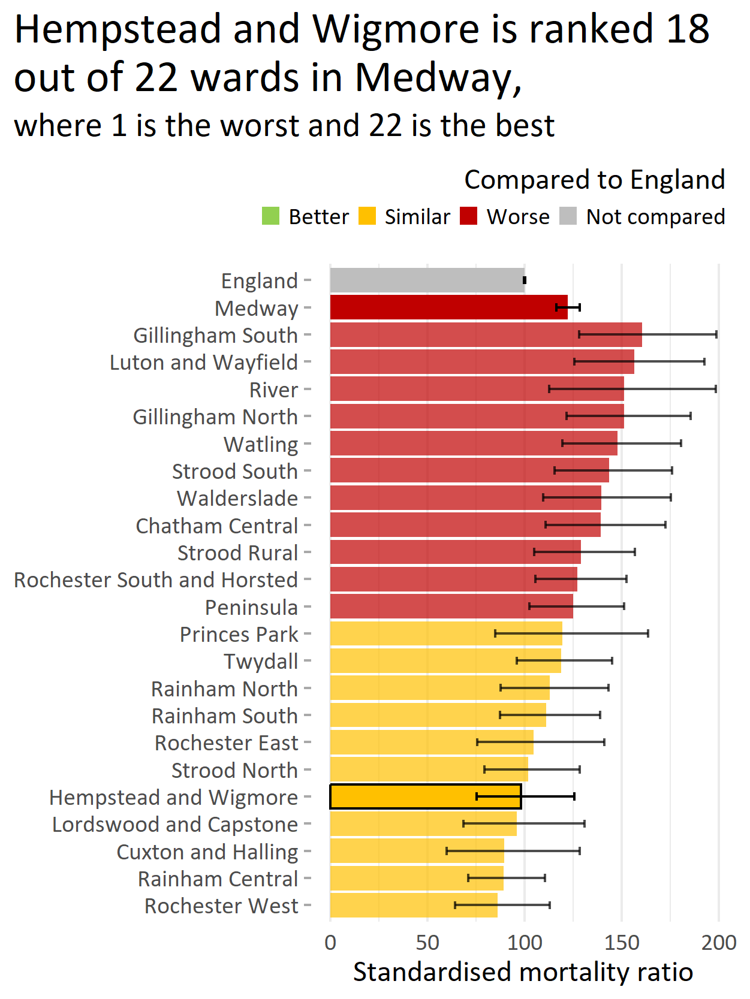 Hempstead and Wigmore is ranked 18
out of 22 wards in Medway,
where 1 is the worst and 22 is the best
Compared to England
Better Similar Worse Not compared
England
Medway
Gillingham South
Luton and Wayfield
River
Gillingham North
Watling
Strood South
Walderslade
Chatham Central
Strood Rural
Rochester South and Horsted
Peninsula
Princes Park
Twydall
Rainham North
Rainham South
Rochester East
Strood North
Hempstead and Wigmore
Lordswood and Capstone
Cuxton and Halling
Rainham Central
Rochester West
0 50 100 150 200
Standardised mortality ratio